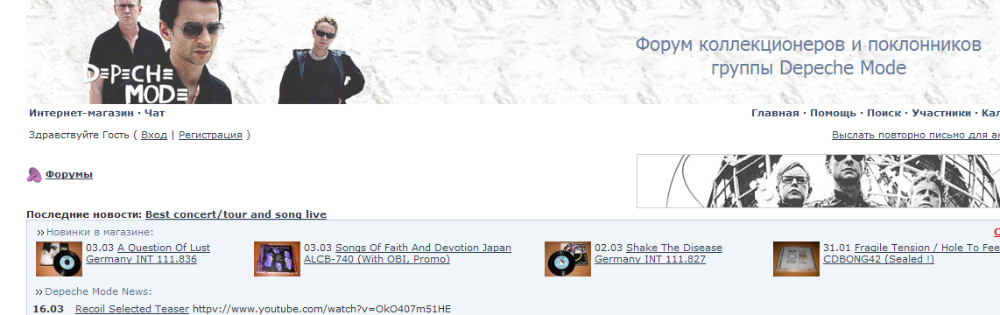 DEPECHE MODE
Форум коллекционеров и поклонников
группы Depeche Mode
Интернет-магазин · Чат
Главная · Помощь · Поиск · Участники · Кал
Здравствуйте Гость ( Вход | Регистрация )
Выслать повторно письмо для а
Форумы
Последние новости: Best concert/tour and song live
Новинки в магазине:
03.03 A Question Of Lust
Germany INT 111.836
03.03 Songs Of Faith And Devotion Japan
ALCB-740 (With OBI, Promo)
02.03 Shake The Disease
Germany INT 111.827
31.01 Fragile Tension / Hole To Fee
CDBONG42 (Sealed !)
Depeche Mode News:
16.03 Recoil Selected Teaser httpv://www.youtube.com/watch?v=OkO407m51HE